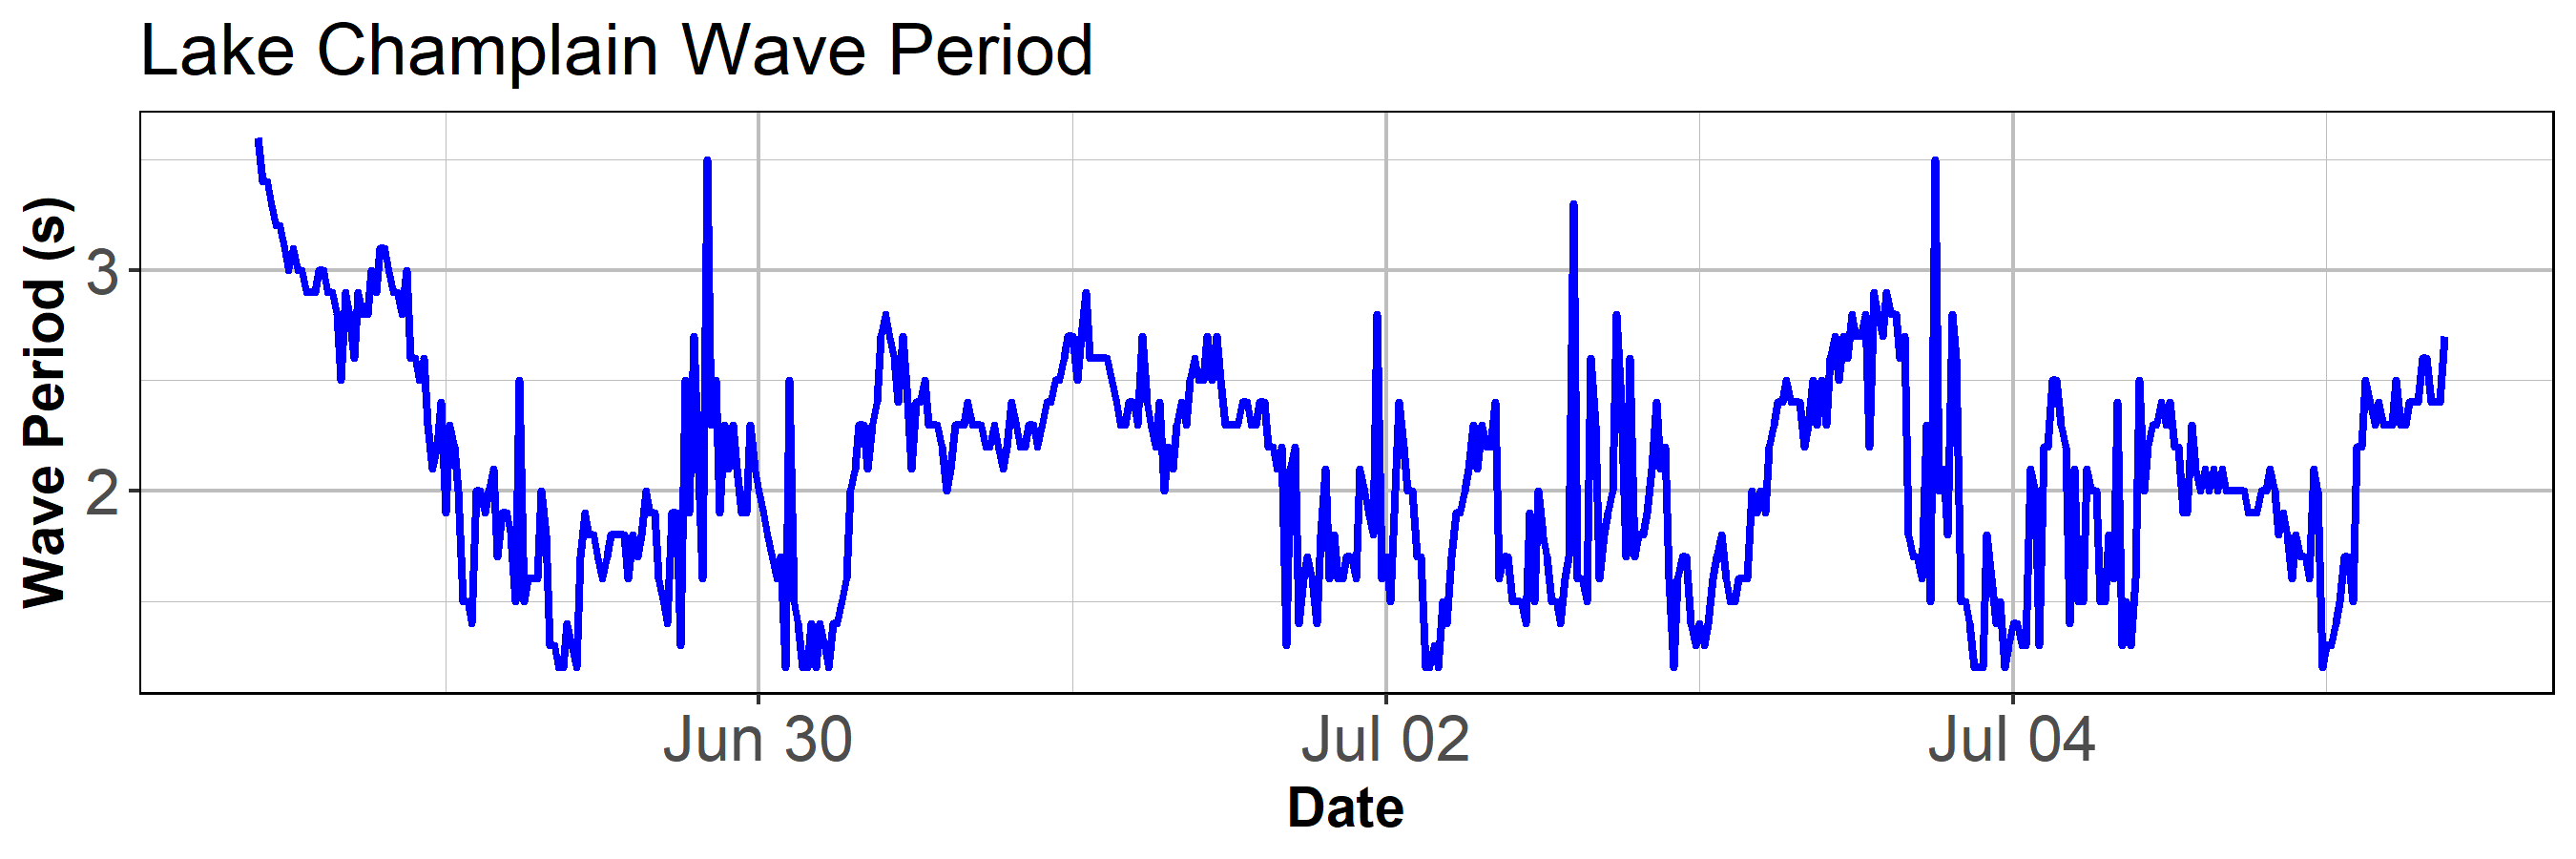 Lake Champlain Wave Period
Wave Period (s)
3
2
Jun 30
Jul 02
Jul 04
Date